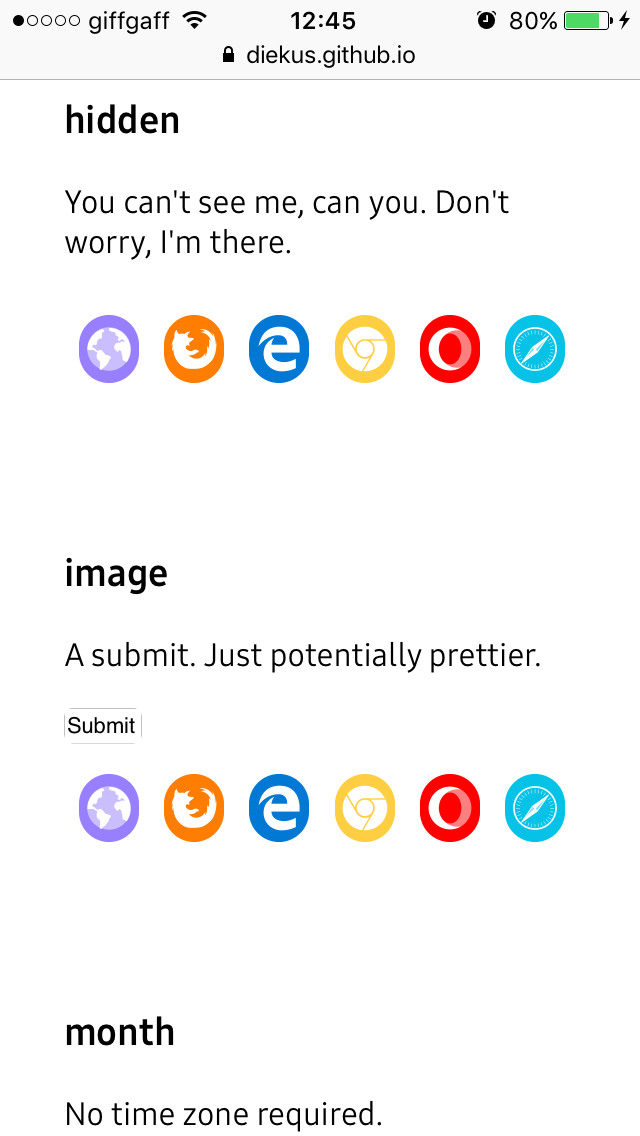 giffgaff 12:45 80%
diekus.github.io
hidden
You can't see me, can you. Don't
worry, I'm there.
image
A submit. Just potentially prettier.
Submit
month
No time zone required.